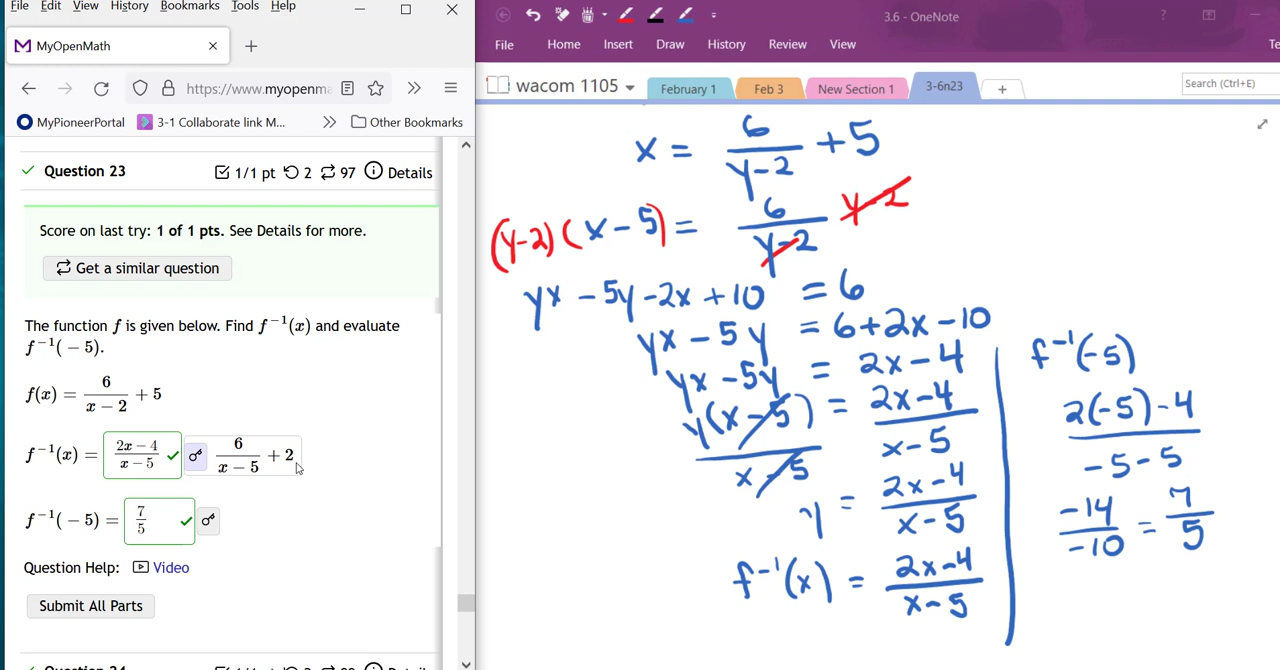 File Edit View History Bookmarks Tools Help
MyOpenMath
https://www.myopenma
MyPioneerPortal 3-1 Collaborate link M... Other Bookmarks
Question 23 1/1 pt 2 97 Details
Score on last try: 1 of 1 pts. See Details for more.
Get a similar question
The function f is given below. Find f⁻¹(x) and evaluate
f⁻¹(−5).
f(x) = 6/(x − 2) + 5
f⁻¹(x) = (2x − 4)/(x − 5) 6/(x − 5) + 2
f⁻¹(−5) = 7/5
Question Help: Video
Submit All Parts
Question 24
3.6 - OneNote
File Home Insert Draw History Review View
wacom 1105 February 1 Feb 3 New Section 1 3-6n23 + Search (Ctrl+E)
x = 6/(y−2) + 5
(y−2)(x − 5) = 6/(y−2) y−2
yx − 5y − 2x + 10 = 6
yx − 5y = 6 + 2x − 10
yx − 5y = 2x − 4
y(x − 5)/(x − 5) = (2x − 4)/(x − 5)
y = (2x − 4)/(x − 5)
f⁻¹(x) = (2x − 4)/(x − 5)
f⁻¹(−5)
(2(−5) − 4)/(−5 − 5)
−14/−10 = 7/5